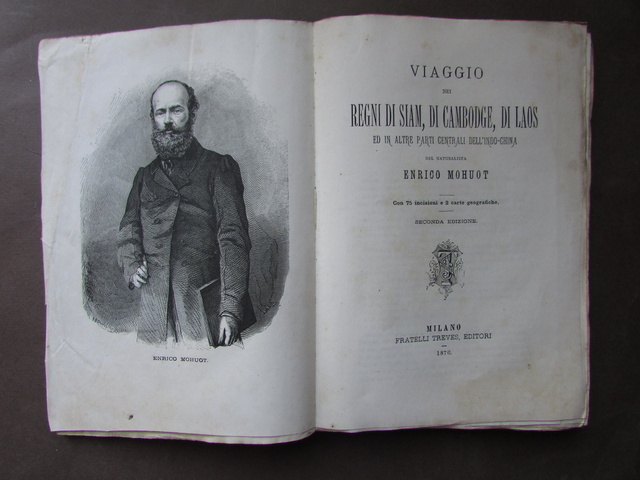 ENRICO MOHUOT.
VIAGGIO
NEI
REGNI DI SIAM, DI CAMBODGE, DI LAOS
ED IN ALTRE PARTI CENTRALI DELL'INDO-CHINA
DEL NATURALISTA
ENRICO MOHUOT
Con 75 incisioni e 2 carte geografiche.
SECONDA EDIZIONE.
MILANO
FRATELLI TREVES, EDITORI
1876.